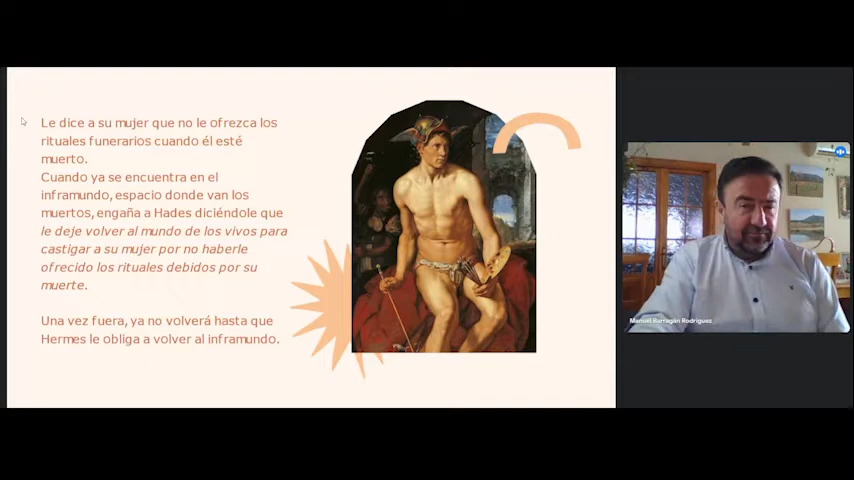 Le dice a su mujer que no le ofrezca los
rituales funerarios cuando él esté
muerto.
Cuando ya se encuentra en el
inframundo, espacio donde van los
muertos, engaña a Hades diciéndole que
le deje volver al mundo de los vivos para
castigar a su mujer por no haberle
ofrecido los rituales debidos por su
muerte.
Una vez fuera, ya no volverá hasta que
Hermes le obliga a volver al inframundo.
Manuel Barragán Rodríguez